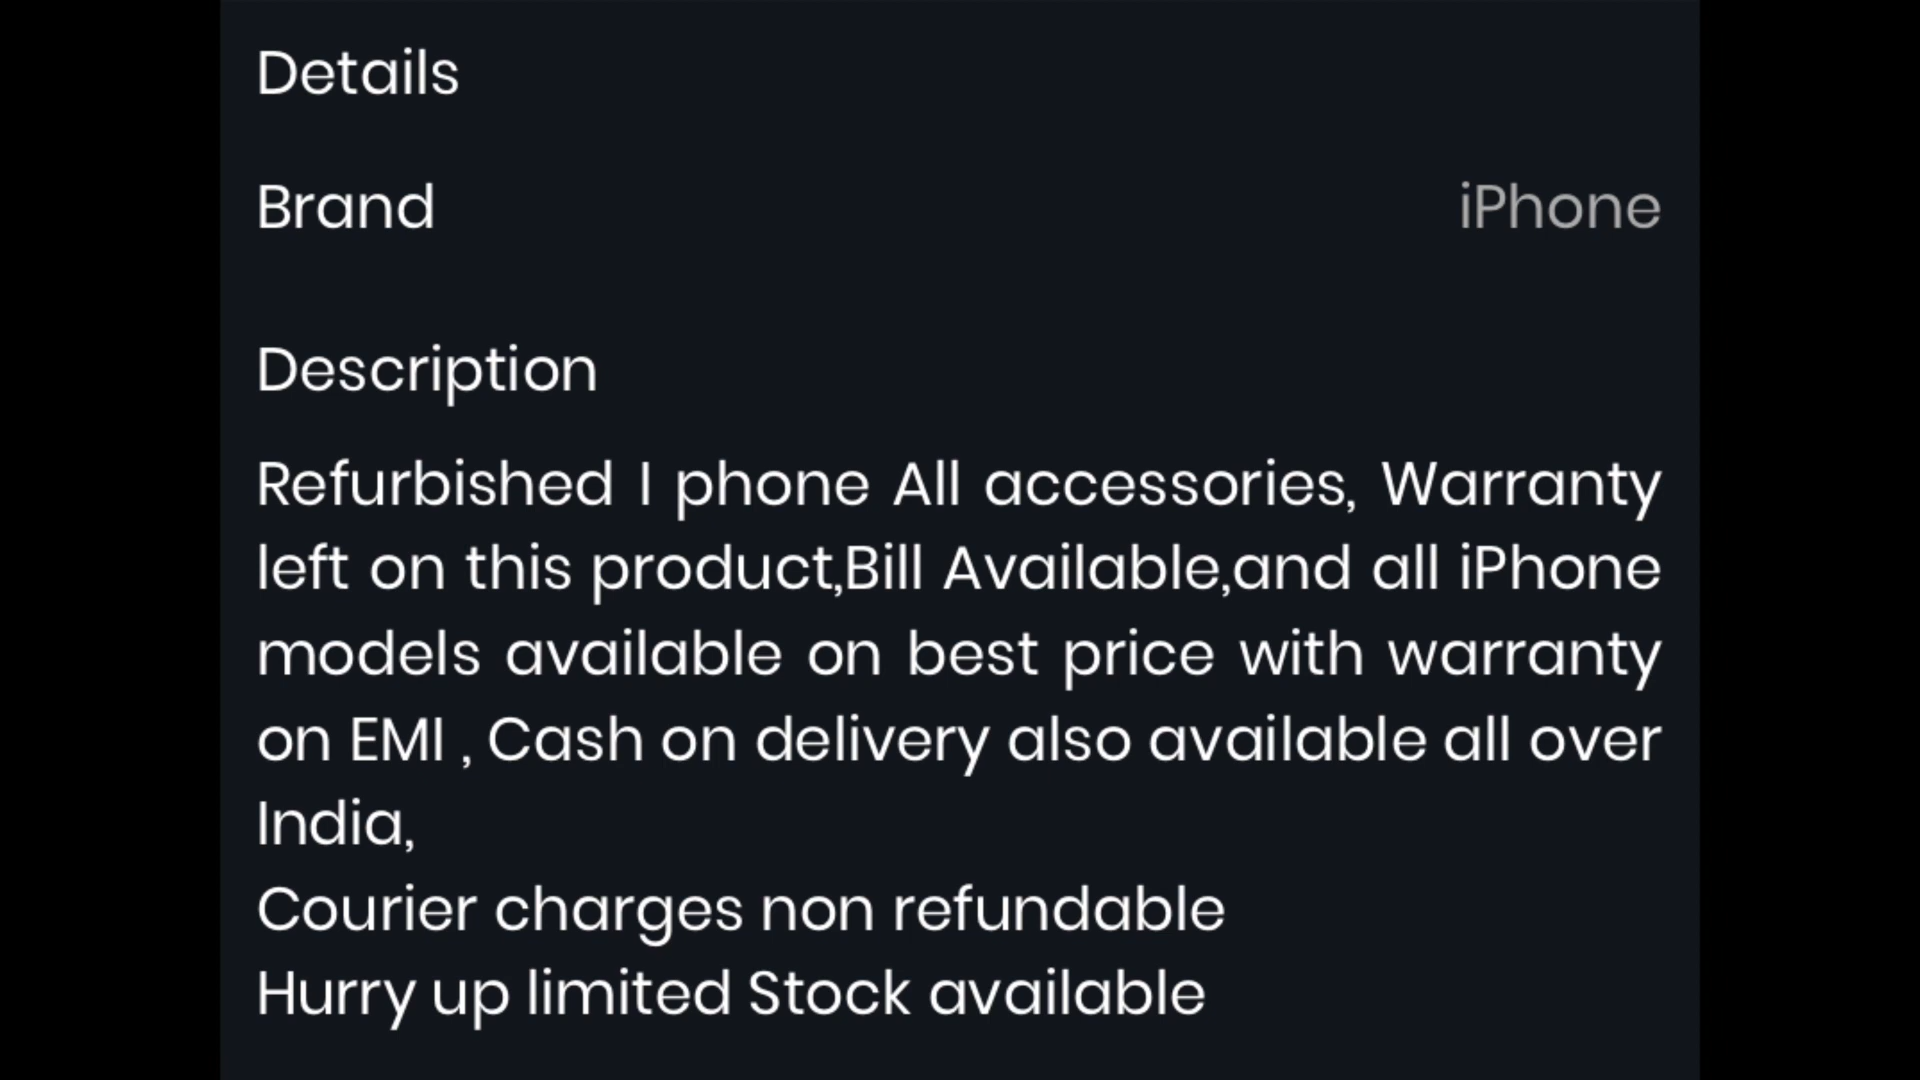 Details
Brand iPhone
Description
Refurbished I phone All accessories, Warranty
left on this product,Bill Available,and all iPhone
models available on best price with warranty
on EMI , Cash on delivery also available all over
India,
Courier charges non refundable
Hurry up limited Stock available